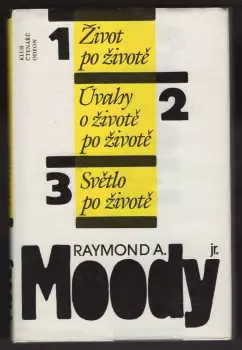 KLUB
ČTENÁŘŮ
ODEON
1
Život
po životě
Úvahy
o životě
po životě
2
3
Světlo
po životě
RAYMOND A. jr.
Moody